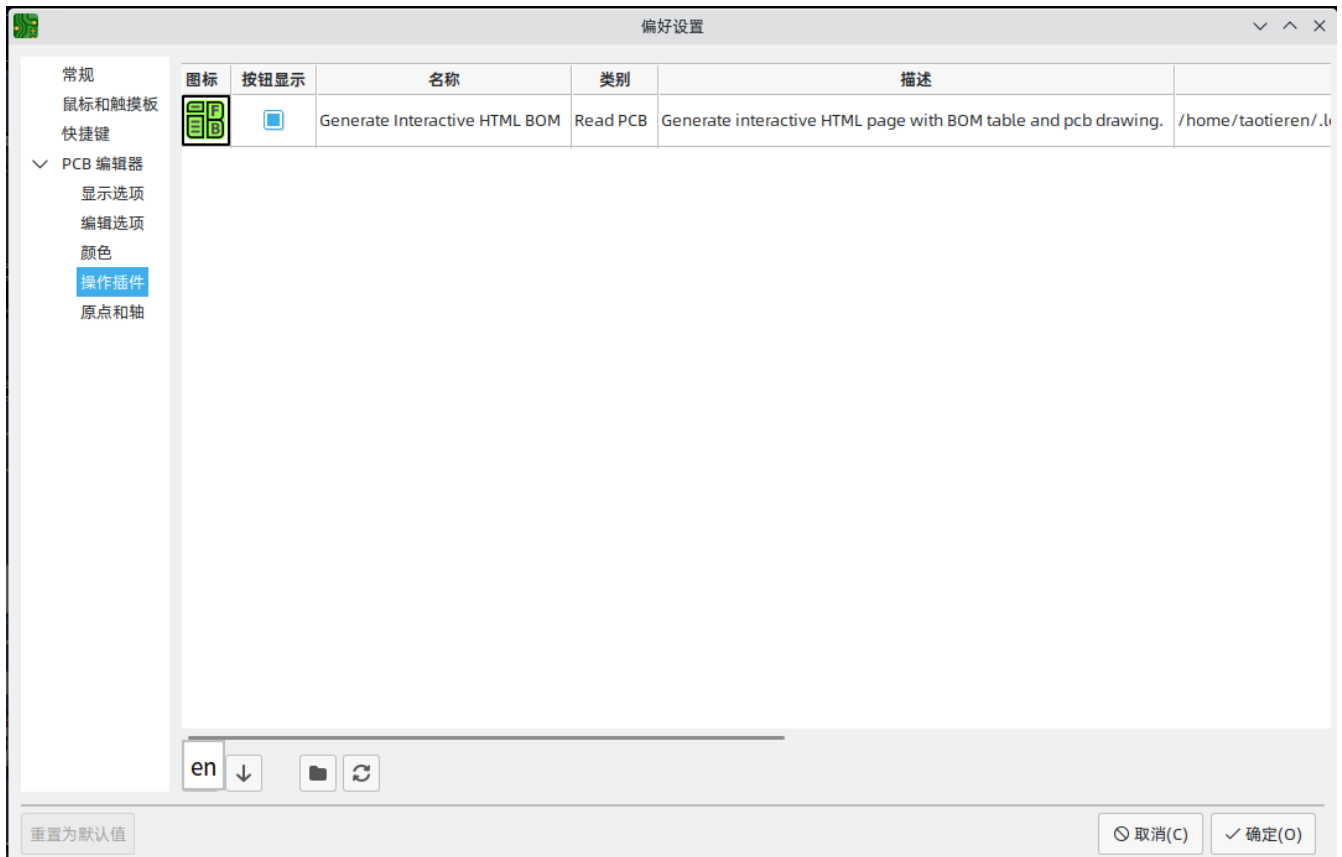 偏好设置
常规
鼠标和触摸板
快捷键
PCB 编辑器
显示选项
编辑选项
颜色
操作插件
原点和轴
图标 按钮显示 名称 类别 描述
F B Generate Interactive HTML BOM Read PCB Generate interactive HTML page with BOM table and pcb drawing. /home/taotieren/.l
en
重置为默认值 取消(C) 确定(O)